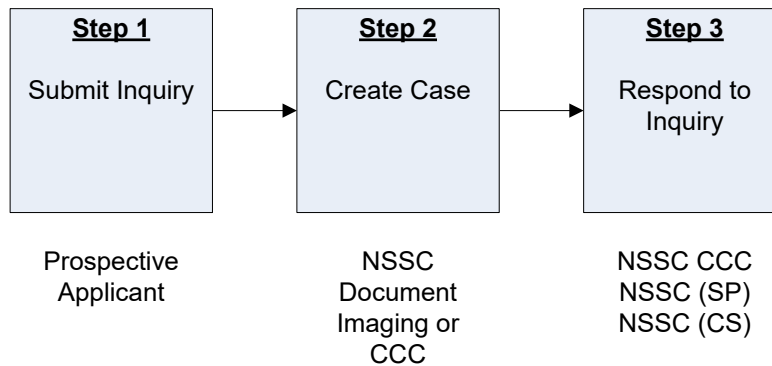 Step 1
Submit Inquiry
Step 2
Create Case
Step 3
Respond to
Inquiry
Prospective
Applicant
NSSC
Document
Imaging or
CCC
NSSC CCC
NSSC (SP)
NSSC (CS)